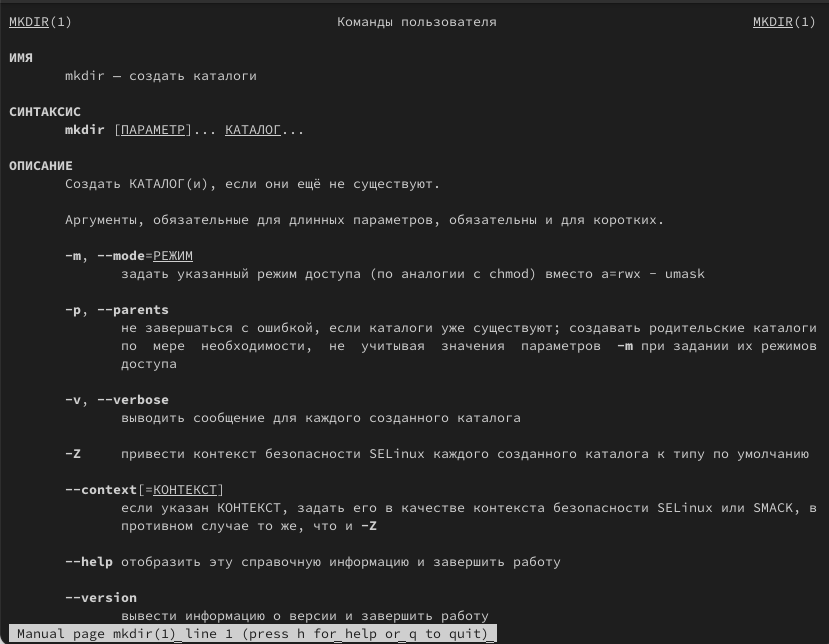 MKDIR(1) Команды пользователя MKDIR(1)
ИМЯ
mkdir — создать каталоги
СИНТАКСИС
mkdir [ПАРАМЕТР]... КАТАЛОГ...
ОПИСАНИЕ
Создать КАТАЛОГ(и), если они ещё не существуют.
Аргументы, обязательные для длинных параметров, обязательны и для коротких.
-m, --mode=РЕЖИМ
задать указанный режим доступа (по аналогии с chmod) вместо a=rwx - umask
-p, --parents
не завершаться с ошибкой, если каталоги уже существуют; создавать родительские каталоги
по мере необходимости, не учитывая значения параметров -m при задании их режимов
доступа
-v, --verbose
выводить сообщение для каждого созданного каталога
-Z привести контекст безопасности SELinux каждого созданного каталога к типу по умолчанию
--context[=КОНТЕКСТ]
если указан КОНТЕКСТ, задать его в качестве контекста безопасности SELinux или SMACK, в
противном случае то же, что и -Z
--help отобразить эту справочную информацию и завершить работу
--version
вывести информацию о версии и завершить работу
Manual page mkdir(1) line 1 (press h for help or q to quit)